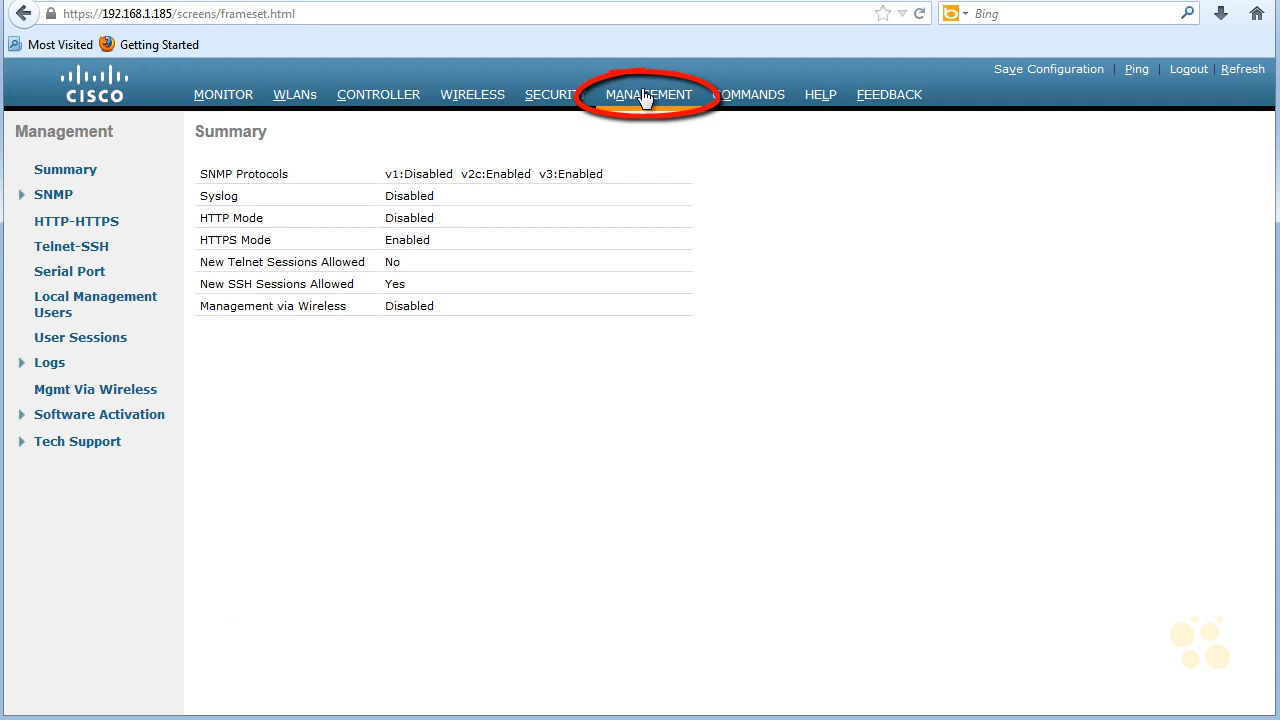 https://192.168.1.185/screens/frameset.html
Bing
Most Visited Getting Started
Save Configuration | Ping | Logout | Refresh
CISCO
MONITOR WLANs CONTROLLER WIRELESS SECURI MANAGEMENT COMMANDS HELP FEEDBACK
Management
Summary
SNMP
HTTP-HTTPS
Telnet-SSH
Serial Port
Local Management
Users
User Sessions
Logs
Mgmt Via Wireless
Software Activation
Tech Support
Summary
SNMP Protocols v1:Disabled v2c:Enabled v3:Enabled
Syslog Disabled
HTTP Mode Disabled
HTTPS Mode Enabled
New Telnet Sessions Allowed No
New SSH Sessions Allowed Yes
Management via Wireless Disabled